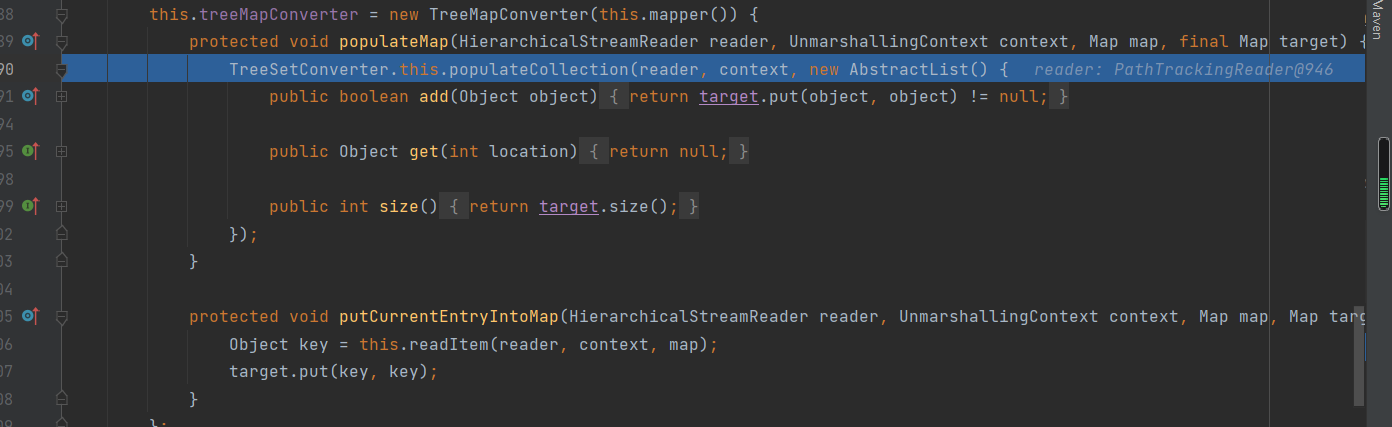 88 this.treeMapConverter = new TreeMapConverter(this.mapper()) {
89 protected void populateMap(HierarchicalStreamReader reader, UnmarshallingContext context, Map map, final Map target) {
90 TreeSetConverter.this.populateCollection(reader, context, new AbstractList() { reader: PathTrackingReader@946
91 public boolean add(Object object) { return target.put(object, object) != null; }
94
95 public Object get(int location) { return null; }
98
99 public int size() { return target.size(); }
02 });
03 }
04
05 protected void putCurrentEntryIntoMap(HierarchicalStreamReader reader, UnmarshallingContext context, Map map, Map targ
06 Object key = this.readItem(reader, context, map);
07 target.put(key, key);
08 }
09 };
Maven